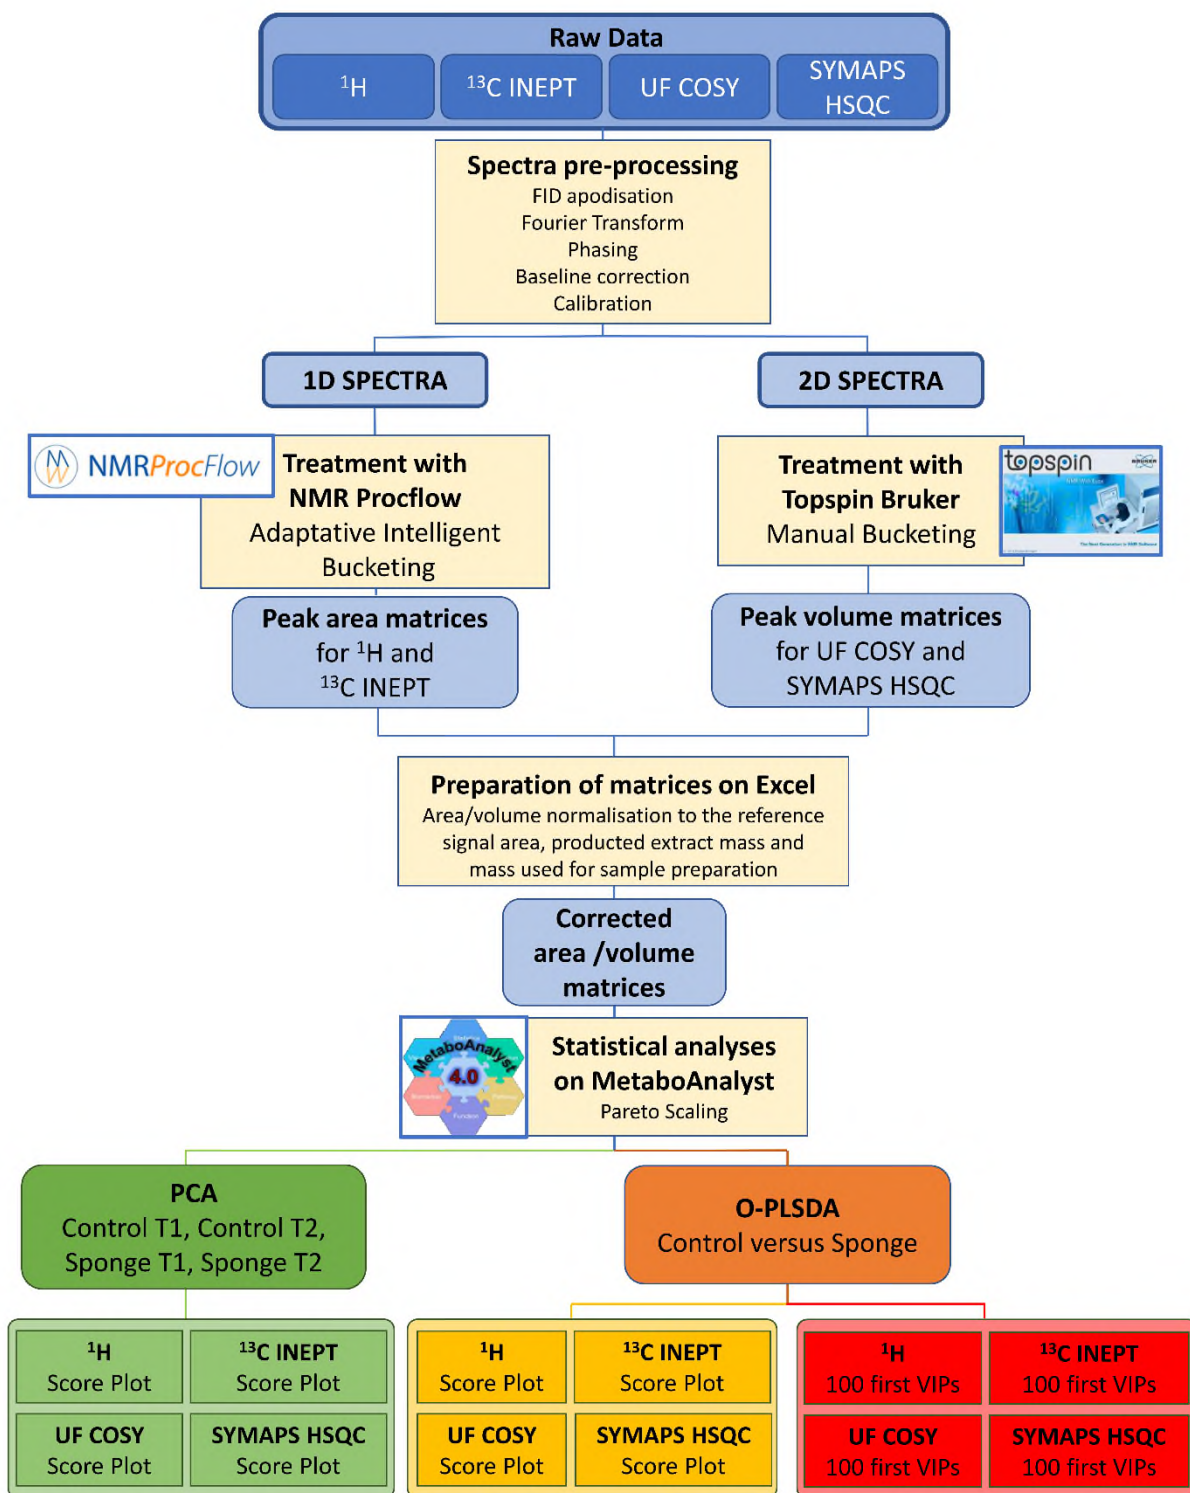 Raw Data
¹H
¹³C INEPT
UF COSY
SYMAPS
HSQC
Spectra pre-processing
FID apodisation
Fourier Transform
Phasing
Baseline correction
Calibration
1D SPECTRA
2D SPECTRA
NMRProcFlow
Treatment with
NMR Procflow
Adaptative Intelligent
Bucketing
Treatment with
Topspin Bruker
Manual Bucketing
topspin
BRUKER
Peak area matrices
for ¹H and
¹³C INEPT
Peak volume matrices
for UF COSY and
SYMAPS HSQC
Preparation of matrices on Excel
Area/volume normalisation to the reference
signal area, producted extract mass and
mass used for sample preparation
Corrected
area /volume
matrices
MetaboAnalyst
4.0
Function
Statistical analyses
on MetaboAnalyst
Pareto Scaling
PCA
Control T1, Control T2,
Sponge T1, Sponge T2
O-PLSDA
Control versus Sponge
¹H
Score Plot
¹³C INEPT
Score Plot
UF COSY
Score Plot
SYMAPS HSQC
Score Plot
¹H
Score Plot
¹³C INEPT
Score Plot
UF COSY
Score Plot
SYMAPS HSQC
Score Plot
¹H
100 first VIPs
¹³C INEPT
100 first VIPs
UF COSY
100 first VIPs
SYMAPS HSQC
100 first VIPs